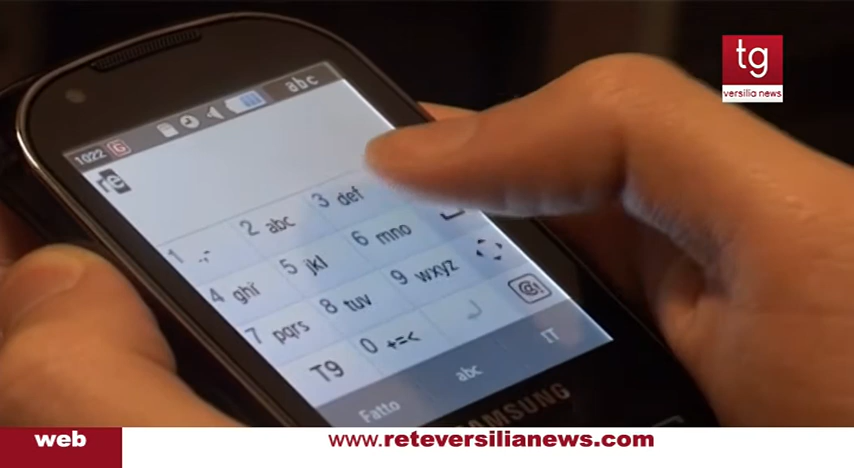 tg
versilia news
abc
1022 G
re
1 .,-
2 abc
3 def
4 ghi
5 jkl
6 mno
7 pqrs
8 tuv
9 wxyz
T9
0 +=<
@!
Fatto
abc
IT
SAMSUNG
web
www.reteversilianews.com